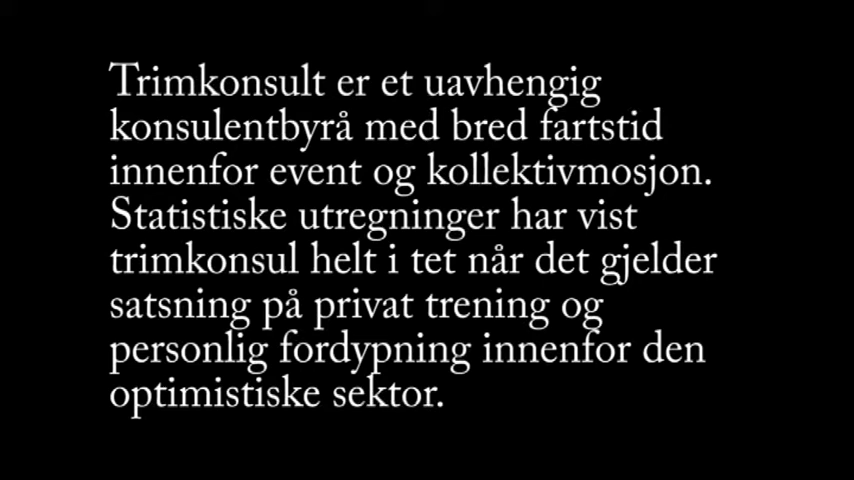 Trimkonsult er et uavhengig
konsulentbyrå med bred fartstid
innenfor event og kollektivmosjon.
Statistiske utregninger har vist
trimkonsul helt i tet når det gjelder
satsning på privat trening og
personlig fordypning innenfor den
optimistiske sektor.